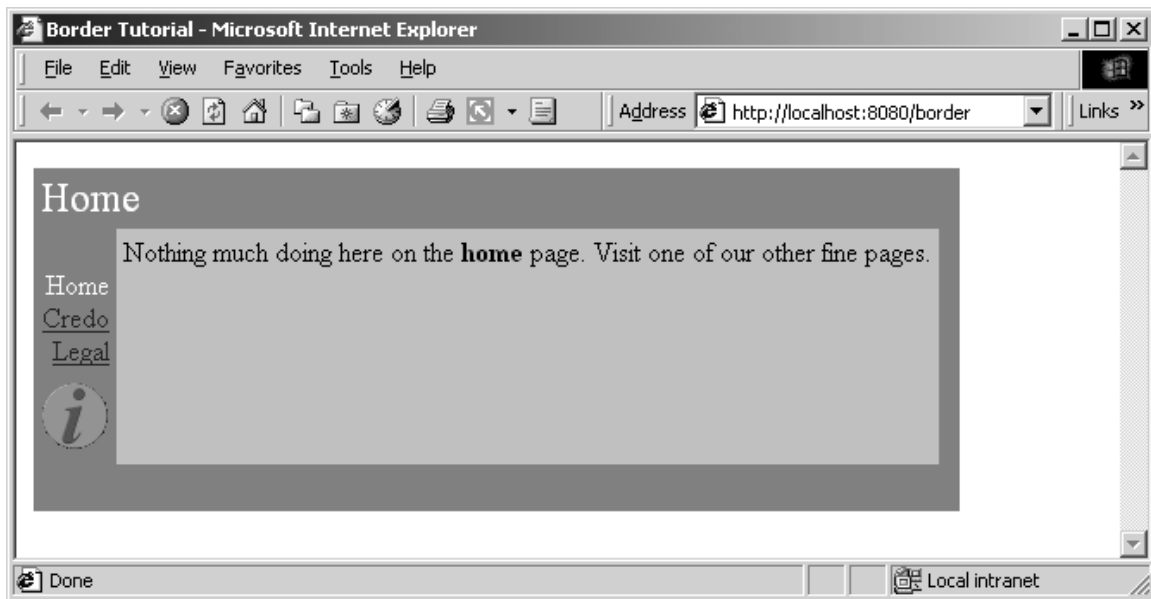 Border Tutorial - Microsoft Internet Explorer
File Edit View Favorites Tools Help
Address http://localhost:8080/border Links »
Home
Nothing much doing here on the home page. Visit one of our other fine pages.
Home
Credo
Legal
i
Done Local intranet